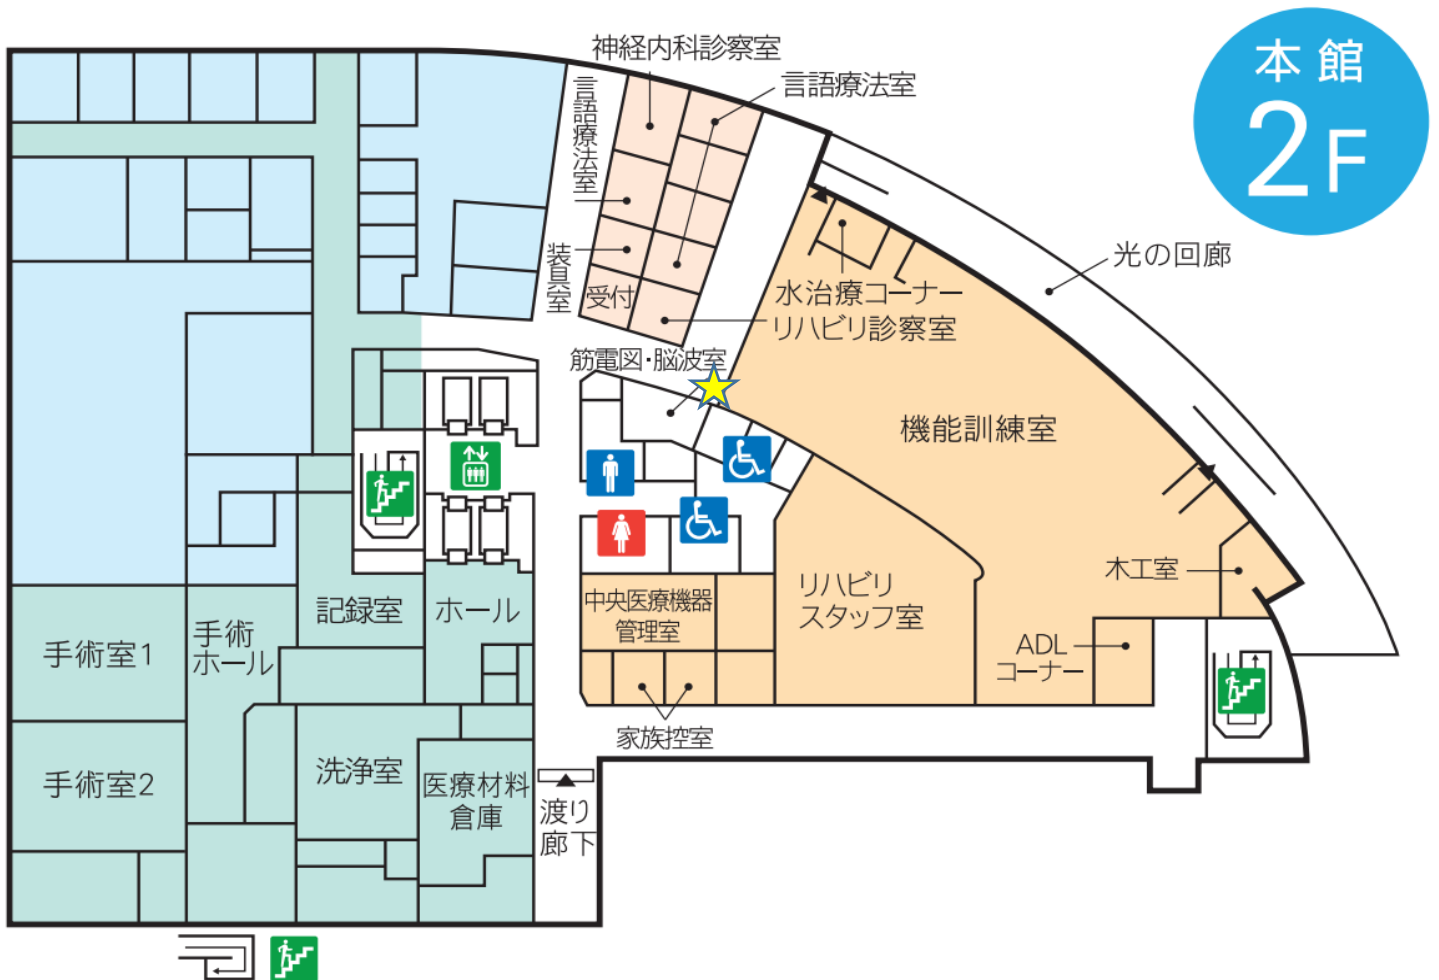 本館
2F
神経内科診察室
言語療法室
言語療法室
装具室
受付
光の回廊
水治療コーナー
リハビリ診察室
筋電図・脳波室
機能訓練室
木工室
記録室
ホール
中央医療機器
管理室
リハビリ
スタッフ室
手術
ホール
手術室1
ADL
コーナー
家族控室
手術室2
洗浄室
医療材料
倉庫
渡り
廊下